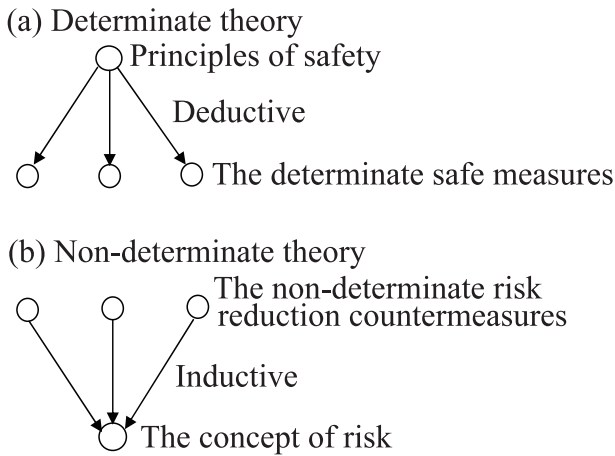 (a) Determinate theory
Principles of safety
Deductive
The determinate safe measures
(b) Non-determinate theory
The non-determinate risk
reduction countermeasures
Inductive
The concept of risk